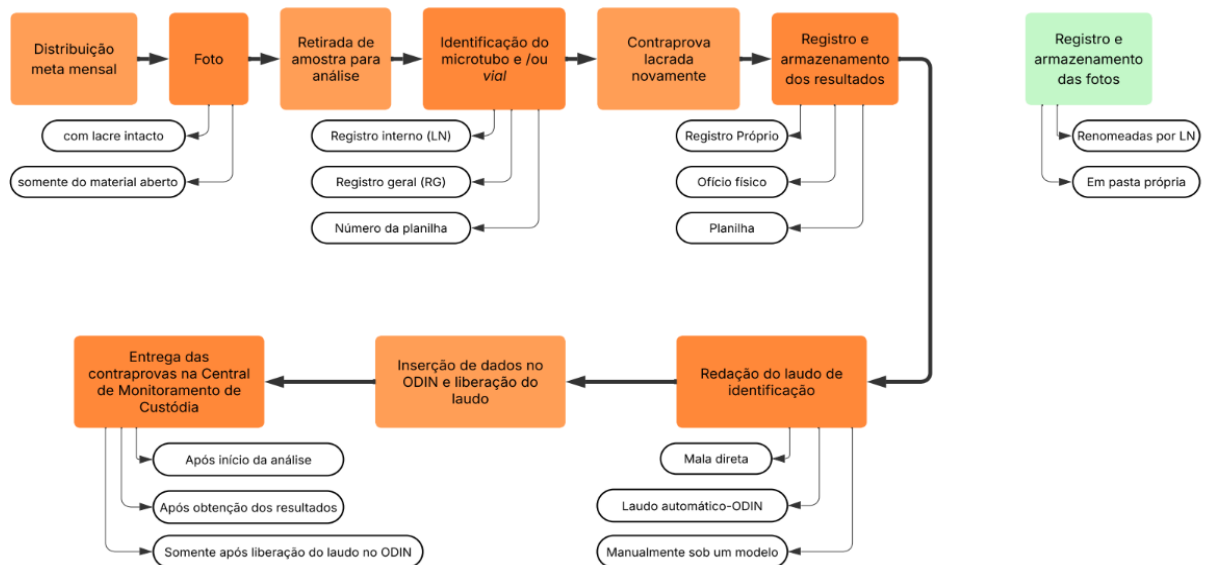 Distribuição
meta mensal
Foto
Retirada de
amostra para
análise
Identificação do
microtubo e /ou
vial
Contraprova
lacrada
novamente
Registro e
armazenamento
dos resultados
Registro e
armazenamento
das fotos
com lacre intacto
somente do material aberto
Registro interno (LN)
Registro geral (RG)
Número da planilha
Registro Próprio
Ofício físico
Planilha
Renomeadas por LN
Em pasta própria
Entrega das
contraprovas na Central
de Monitoramento de
Custódia
Inserção de dados no
ODIN e liberação do
laudo
Redação do laudo de
identificação
Após início da análise
Após obtenção dos resultados
Somente após liberação do laudo no ODIN
Mala direta
Laudo automático-ODIN
Manualmente sob um modelo